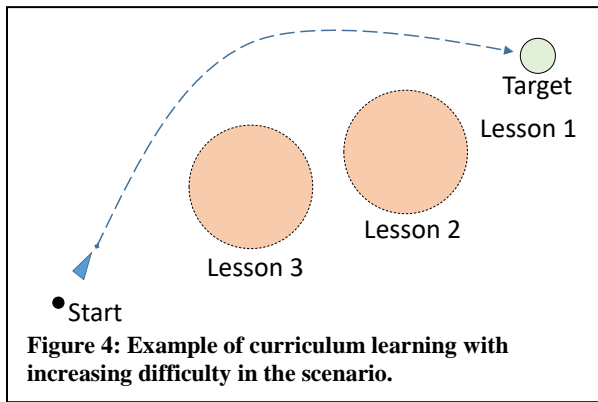 Target
Lesson 1
Lesson 2
Lesson 3
Start
Figure 4: Example of curriculum learning with
increasing difficulty in the scenario.